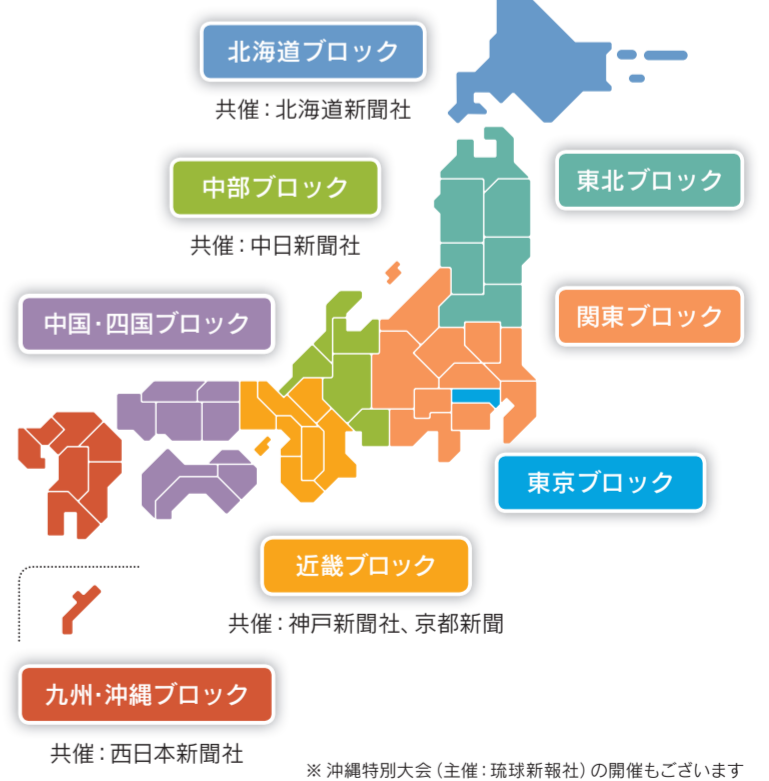 北海道ブロック
共催：北海道新聞社
中部ブロック
東北ブロック
共催：中日新聞社
中国・四国ブロック
関東ブロック
東京ブロック
近畿ブロック
共催：神戸新聞社、京都新聞
九州・沖縄ブロック
共催：西日本新聞社
※ 沖縄特別大会（主催：琉球新報社）の開催もございます